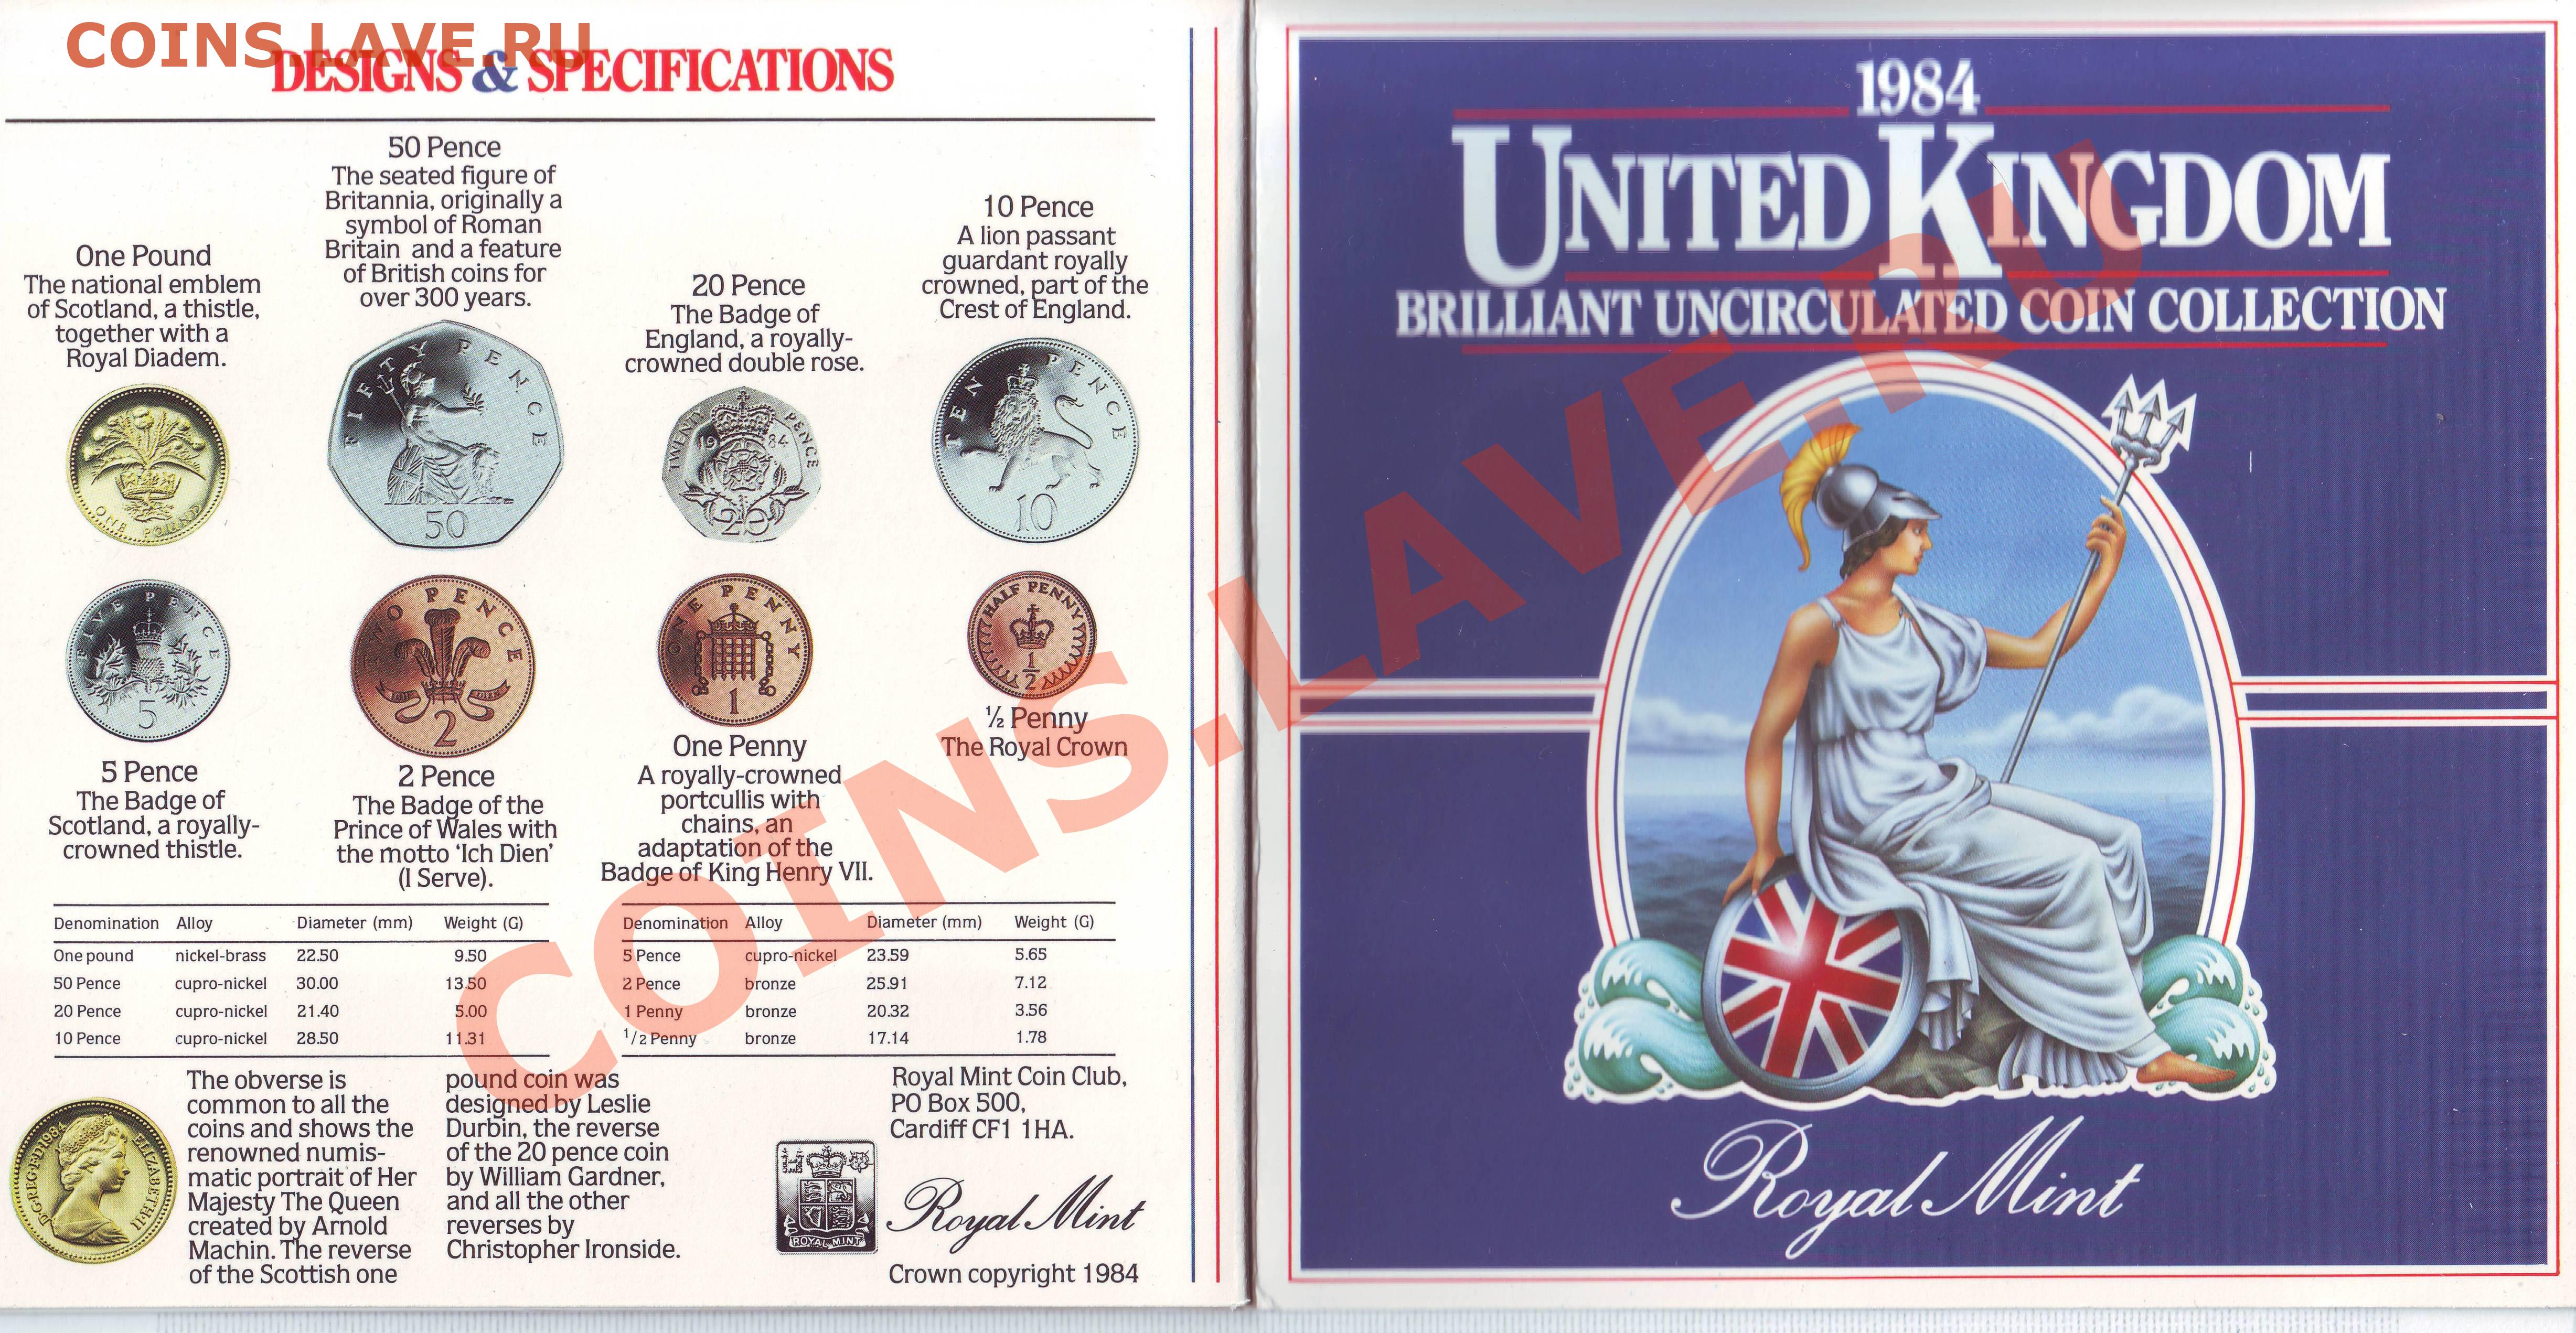 COINS.LAVE.RU
DESIGNS & SPECIFICATIONS
One Pound
The national emblem
of Scotland, a thistle,
together with a
Royal Diadem.
50 Pence
The seated figure of
Britannia, originally a
symbol of Roman
Britain and a feature
of British coins for
over 300 years.
20 Pence
The Badge of
England, a royally-
crowned double rose.
10 Pence
A lion passant
guardant royally
crowned, part of the
Crest of England.
ONE POUND
FIFTY PENCE
50
TWENTY PENCE
19 84
20
TEN PENCE
10
FIVE PENCE
5
TWO PENCE
ICH DIEN
2
ONE PENNY
1
HALF PENNY
1/2
5 Pence
The Badge of
Scotland, a royally-
crowned thistle.
2 Pence
The Badge of the
Prince of Wales with
the motto ‘Ich Dien’
(I Serve).
One Penny
A royally-crowned
portcullis with
chains, an
adaptation of the
Badge of King Henry VII.
½ Penny
The Royal Crown
Denomination Alloy Diameter (mm) Weight (G)
One pound nickel-brass 22.50 9.50
50 Pence cupro-nickel 30.00 13.50
20 Pence cupro-nickel 21.40 5.00
10 Pence cupro-nickel 28.50 11.31
Denomination Alloy Diameter (mm) Weight (G)
5 Pence cupro-nickel 23.59 5.65
2 Pence bronze 25.91 7.12
1 Penny bronze 20.32 3.56
1/2 Penny bronze 17.14 1.78
D·G·REG·F·D·1984 ELIZABETH·II
The obverse is
common to all the
coins and shows the
renowned numis-
matic portrait of Her
Majesty The Queen
created by Arnold
Machin. The reverse
of the Scottish one
pound coin was
designed by Leslie
Durbin, the reverse
of the 20 pence coin
by William Gardner,
and all the other
reverses by
Christopher Ironside.
Royal Mint Coin Club,
PO Box 500,
Cardiff CF1 1HA.
ROYAL MINT
Royal Mint
Crown copyright 1984
1984
UNITED KINGDOM
BRILLIANT UNCIRCULATED COIN COLLECTION
Royal Mint
COINS.LAVE.RU